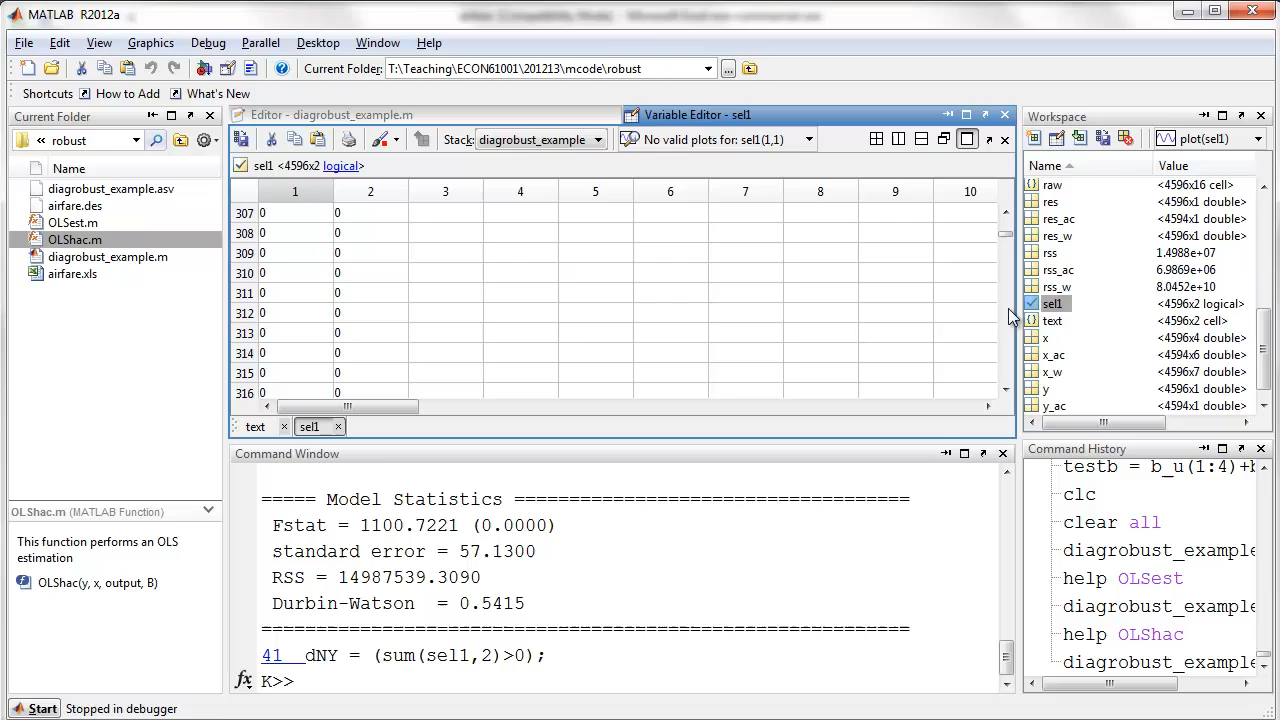 MATLAB R2012a
File Edit View Graphics Debug Parallel Desktop Window Help
Current Folder: T:\Teaching\ECON61001\201213\mcode\robust
Shortcuts How to Add What's New
Current Folder
« robust
Name
diagrobust_example.asv
airfare.des
OLSest.m
OLShac.m
diagrobust_example.m
airfare.xls
OLShac.m (MATLAB Function)
This function performs an OLS
estimation
OLShac(y, x, output, B)
Editor - diagrobust_example.m
Variable Editor - sel1
Stack: diagrobust_example
No valid plots for: sel1(1,1)
sel1 <4596x2 logical>
1 2 3 4 5 6 7 8 9 10
307 0 0
308 0 0
309 0 0
310 0 0
311 0 0
312 0 0
313 0 0
314 0 0
315 0 0
316 0 0
text sel1
Command Window
===== Model Statistics ===================================
Fstat = 1100.7221 (0.0000)
standard error = 57.1300
RSS = 14987539.3090
Durbin-Watson = 0.5415
==========================================================
41 dNY = (sum(sel1,2)>0);
fx K>>
Workspace
plot(sel1)
Name Value
raw <4596x16 cell>
res <4596x1 double>
res_ac <4594x1 double>
res_w <4596x1 double>
rss 1.4988e+07
rss_ac 6.9869e+06
rss_w 8.0452e+10
sel1 <4596x2 logical>
text <4596x2 cell>
x <4596x4 double>
x_ac <4594x6 double>
x_w <4596x7 double>
y <4596x1 double>
y_ac <4594x1 double>
Command History
testb = b_u(1:4)+b
clc
clear all
diagrobust_example
help OLSest
diagrobust_example
help OLShac
diagrobust_example
Start Stopped in debugger